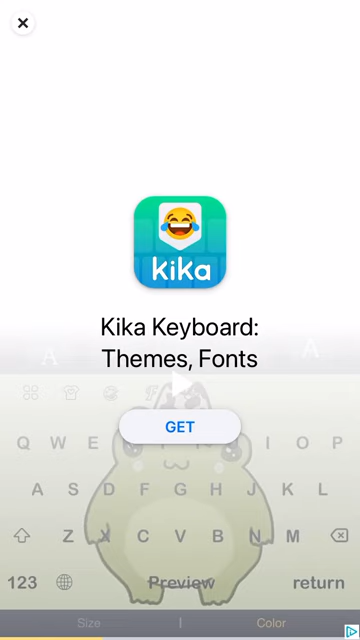 kika
Kika Keyboard:
Themes, Fonts
A A
GET
Q W E I O P
A S D F G H J K L
Z X C V B N M
123 Preview return
Size | Color